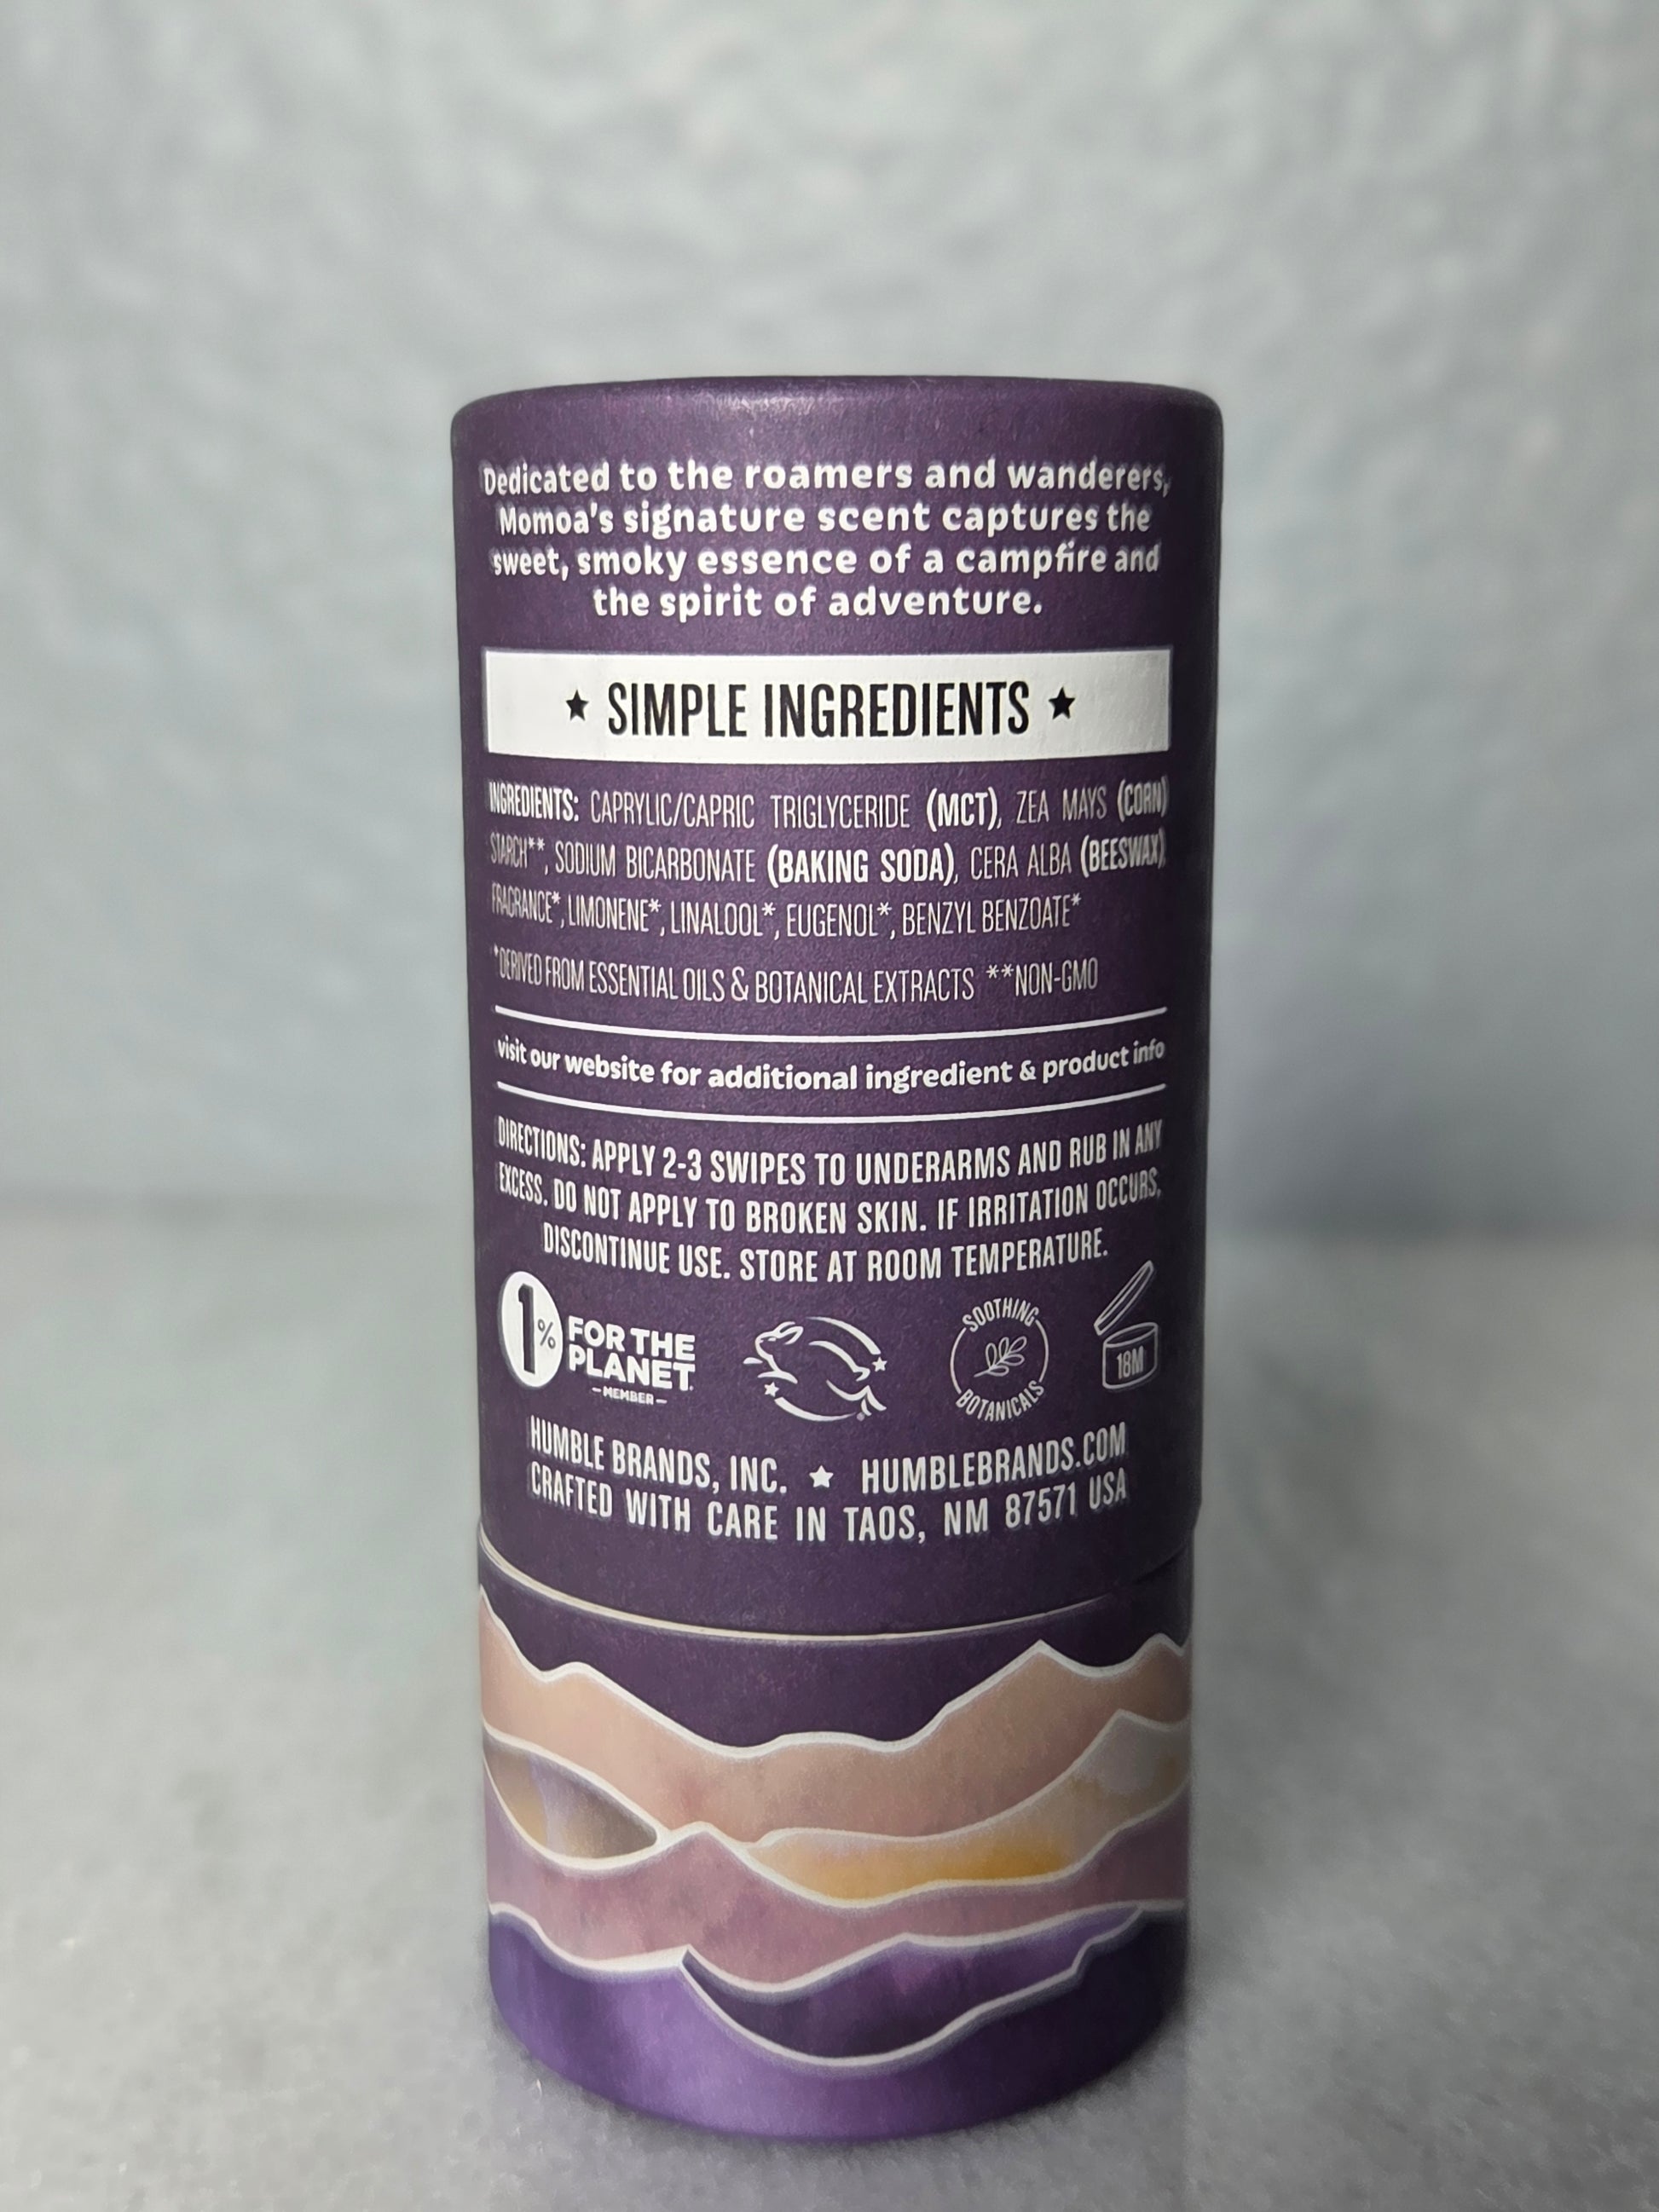 Dedicated to the roamers and wanderers,
Momoa's signature scent captures the
sweet, smoky essence of a campfire and
the spirit of adventure.
★ SIMPLE INGREDIENTS ★
INGREDIENTS: CAPRYLIC/CAPRIC TRIGLYCERIDE (MCT), ZEA MAYS (CORN)
STARCH**, SODIUM BICARBONATE (BAKING SODA), CERA ALBA (BEESWAX),
FRAGRANCE*, LIMONENE*, LINALOOL*, EUGENOL*, BENZYL BENZOATE*
*DERIVED FROM ESSENTIAL OILS & BOTANICAL EXTRACTS **NON-GMO
visit our website for additional ingredient & product info
DIRECTIONS: APPLY 2-3 SWIPES TO UNDERARMS AND RUB IN ANY
EXCESS. DO NOT APPLY TO BROKEN SKIN. IF IRRITATION OCCURS,
DISCONTINUE USE. STORE AT ROOM TEMPERATURE.
1%
FOR THE
PLANET
MEMBER
SOOTHING
BOTANICALS
18M
HUMBLE BRANDS, INC. ★ HUMBLEBRANDS.COM
CRAFTED WITH CARE IN TAOS, NM 87571 USA